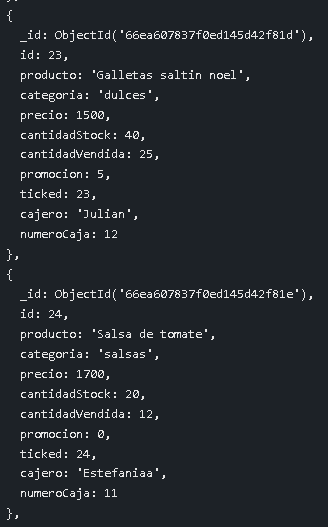 {
_id: ObjectId('66ea607837f0ed145d42f81d'),
id: 23,
producto: 'Galletas saltin noel',
categoria: 'dulces',
precio: 1500,
cantidadStock: 40,
cantidadVendida: 25,
promocion: 5,
ticked: 23,
cajero: 'Julian',
numeroCaja: 12
},
{
_id: ObjectId('66ea607837f0ed145d42f81e'),
id: 24,
producto: 'Salsa de tomate',
categoria: 'salsas',
precio: 1700,
cantidadStock: 20,
cantidadVendida: 12,
promocion: 0,
ticked: 24,
cajero: 'Estefaniaa',
numeroCaja: 11
},